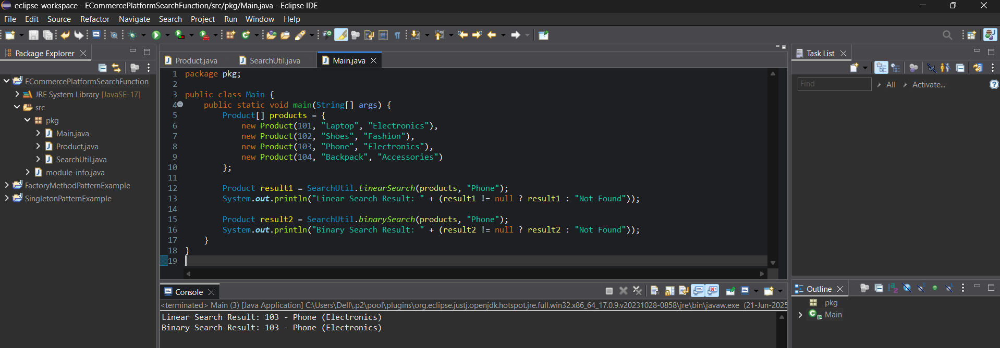 eclipse-workspace - ECommercePlatformSearchFunction/src/pkg/Main.java - Eclipse IDE
File Edit Source Refactor Navigate Search Project Run Window Help
Package Explorer
ECommercePlatformSearchFunction
JRE System Library [JavaSE-17]
src
pkg
Main.java
Product.java
SearchUtil.java
module-info.java
FactoryMethodPatternExample
SingletonPatternExample
Product.java SearchUtil.java Main.java
1 package pkg;
2
3 public class Main {
4 public static void main(String[] args) {
5 Product[] products = {
6 new Product(101, "Laptop", "Electronics"),
7 new Product(102, "Shoes", "Fashion"),
8 new Product(103, "Phone", "Electronics"),
9 new Product(104, "Backpack", "Accessories")
10 };
11
12 Product result1 = SearchUtil.linearSearch(products, "Phone");
13 System.out.println("Linear Search Result: " + (result1 != null ? result1 : "Not Found"));
14
15 Product result2 = SearchUtil.binarySearch(products, "Phone");
16 System.out.println("Binary Search Result: " + (result2 != null ? result2 : "Not Found"));
17 }
18 }
19
Console
<terminated> Main (3) [Java Application] C:\Users\Dell\.p2\pool\plugins\org.eclipse.justj.openjdk.hotspot.jre.full.win32.x86_64_17.0.9.v20231028-0858\jre\bin\javaw.exe (21-Jun-2025
Linear Search Result: 103 - Phone (Electronics)
Binary Search Result: 103 - Phone (Electronics)
Task List
Find All Activate...
Outline
pkg
Main